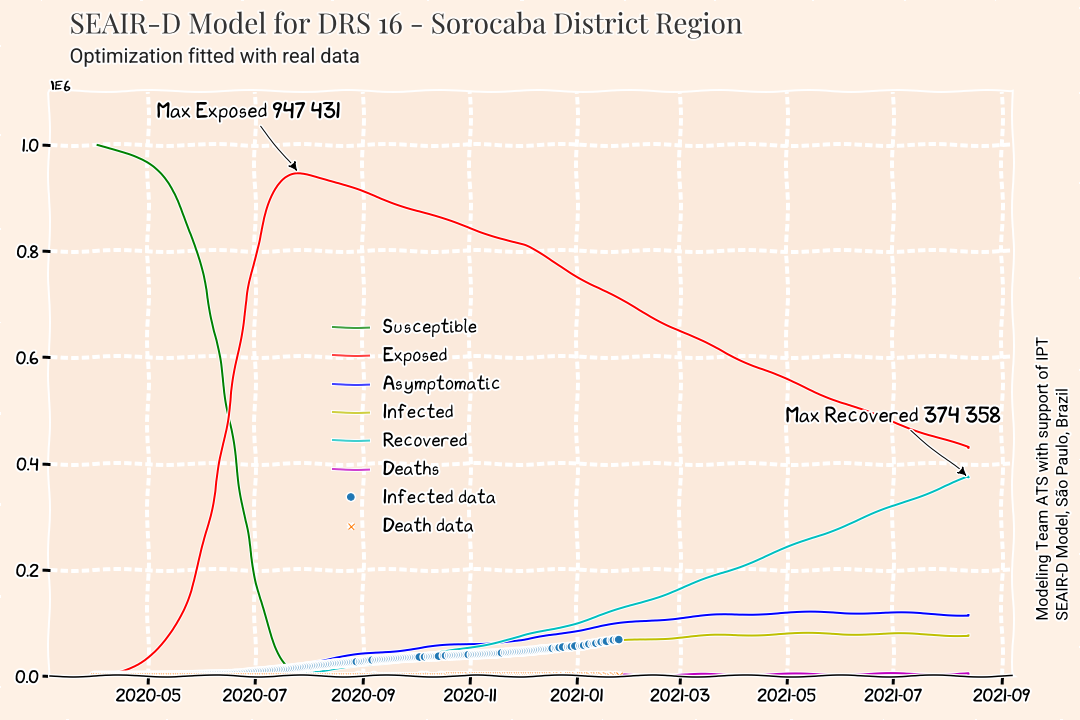 SEAIR-D Model for DRS 16 - Sorocaba District Region
Optimization fitted with real data
1E6
Max Exposed 947 431
1.0
0.8
0.6
0.4
0.2
0.0
Susceptible
Exposed
Asymptomatic
Infected
Recovered
Deaths
Infected data
Death data
Max Recovered 374 358
2020-05
2020-07
2020-09
2020-11
2021-01
2021-03
2021-05
2021-07
2021-09
Modeling Team ATS with support of IPT
SEAIR-D Model, São Paulo, Brazil